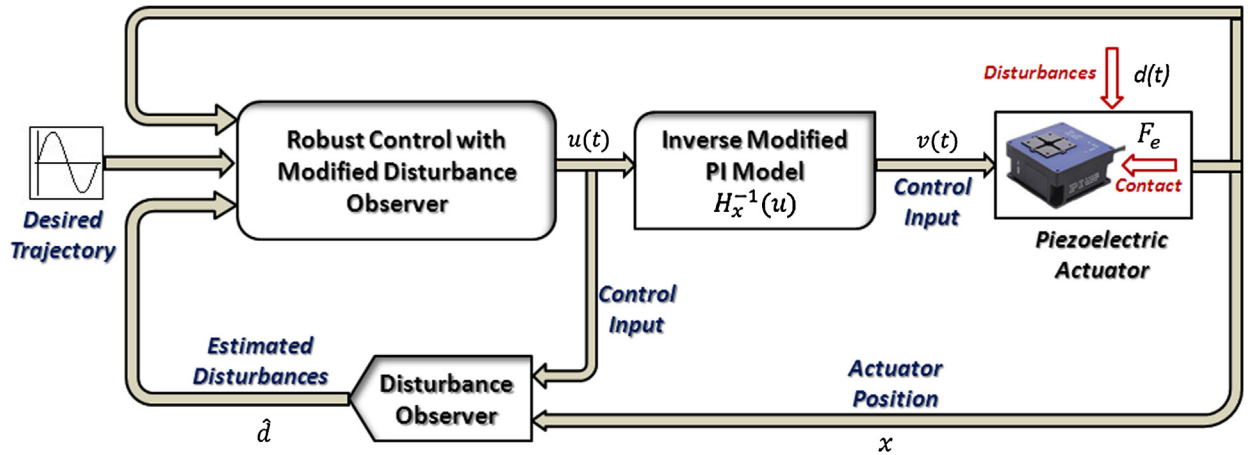 Disturbances
d(t)
Robust Control with
Modified Disturbance
Observer
u(t)
Inverse Modified
PI Model
H_x^{-1}(u)
v(t)
Control
Input
F_e
Contact
PI
Desired
Trajectory
Piezoelectric
Actuator
Control
Input
Estimated
Disturbances
d̂
Disturbance
Observer
Actuator
Position
x